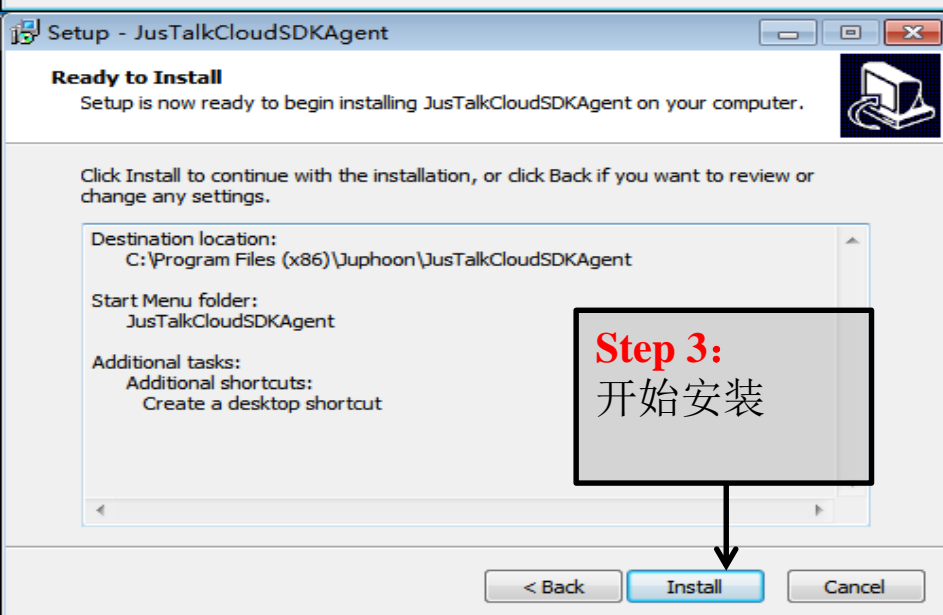 Setup - JusTalkCloudSDKAgent
Ready to Install
Setup is now ready to begin installing JusTalkCloudSDKAgent on your computer.
Click Install to continue with the installation, or click Back if you want to review or
change any settings.
Destination location:
C:\Program Files (x86)\Juphoon\JusTalkCloudSDKAgent
Start Menu folder:
JusTalkCloudSDKAgent
Additional tasks:
Additional shortcuts:
Create a desktop shortcut
Step 3：
开始安装
< Back
Install
Cancel